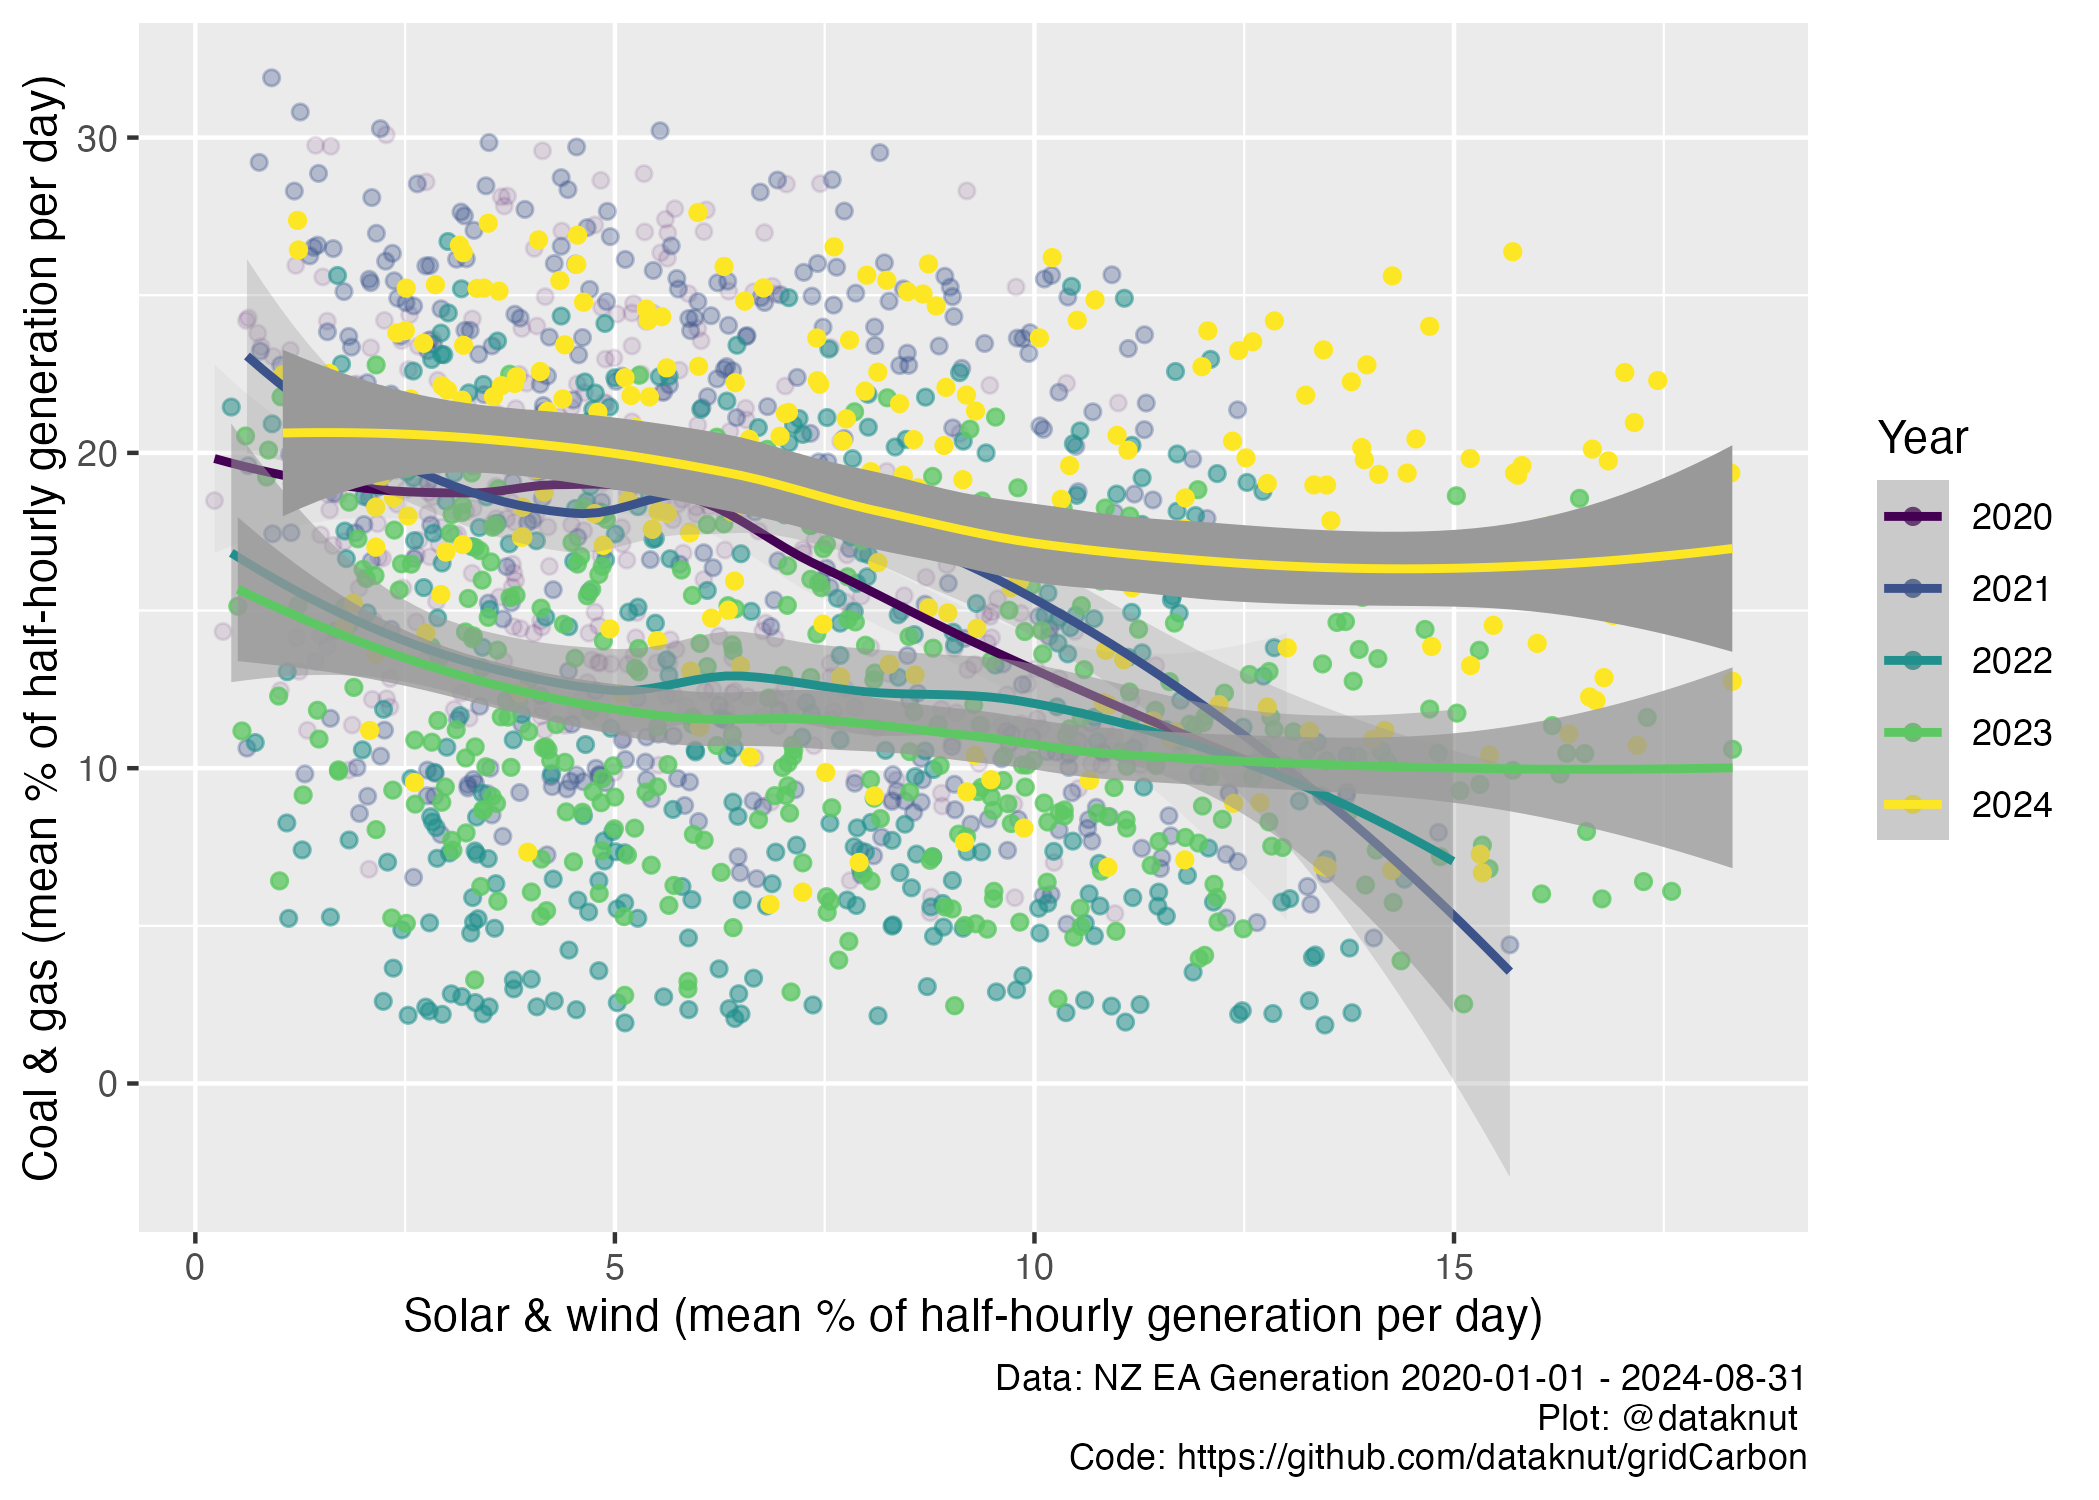 30
20
10
0
Coal & gas (mean % of half-hourly generation per day)
0 5 10 15
Solar & wind (mean % of half-hourly generation per day)
Year
2020
2021
2022
2023
2024
Data: NZ EA Generation 2020-01-01 - 2024-08-31
Plot: @dataknut
Code: https://github.com/dataknut/gridCarbon